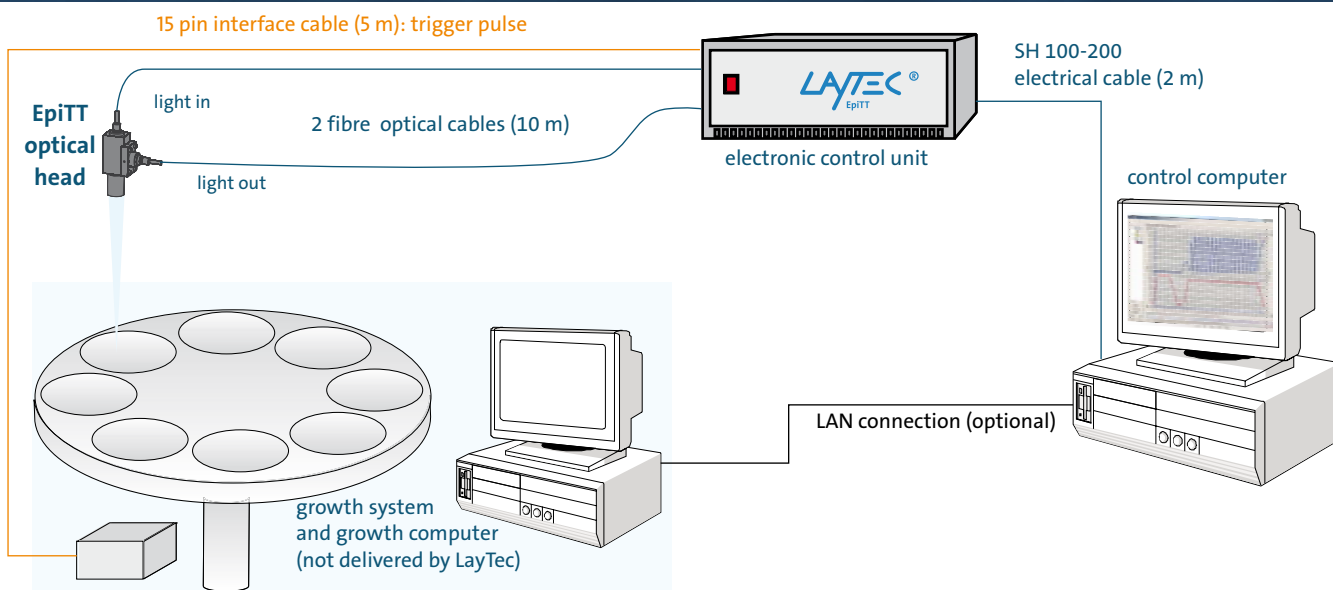 15 pin interface cable (5 m): trigger pulse
SH 100-200
electrical cable (2 m)
LAYTEC ®
EpiTT
light in
EpiTT
optical
head
2 fibre optical cables (10 m)
electronic control unit
light out
control computer
LAN connection (optional)
growth system
and growth computer
(not delivered by LayTec)